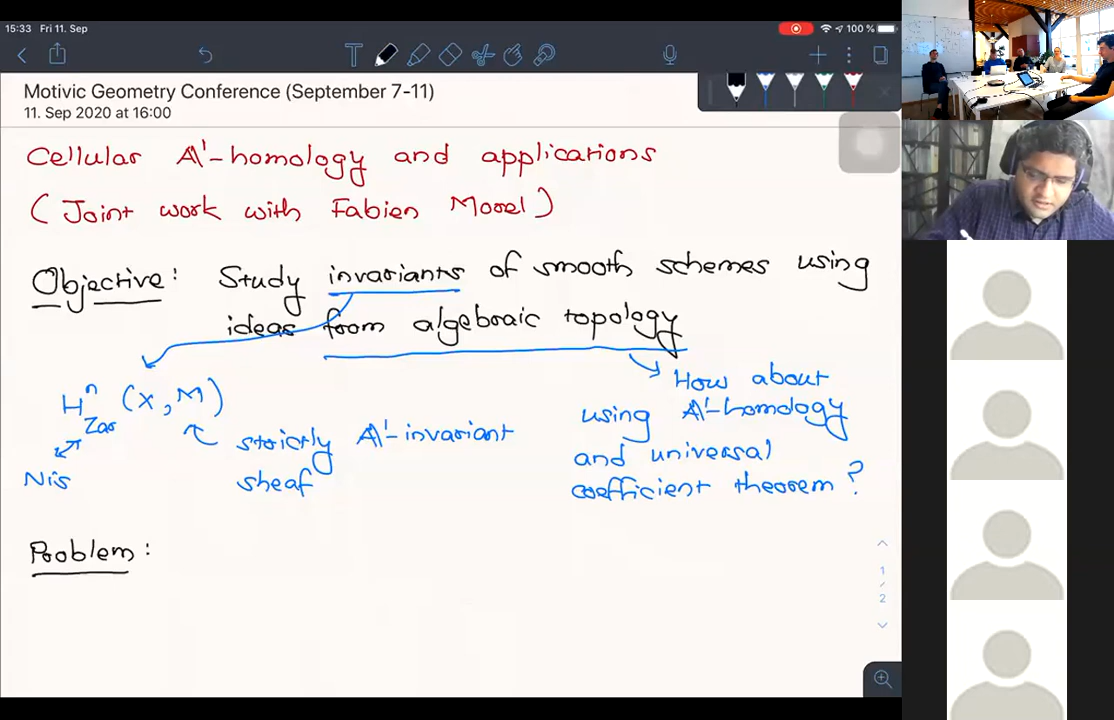 15:33 Fri 11. Sep
100 %
Motivic Geometry Conference (September 7-11)
11. Sep 2020 at 16:00
Cellular A¹-homology and applications
(Joint work with Fabien Morel)
Objective: Study invariants of smooth schemes using
ideas from algebraic topology
Hⁿ_Zar (X, M)
Nis
strictly A¹-invariant
sheaf
How about
using A¹-homology
and universal
coefficient theorem?
Problem:
1
/
2